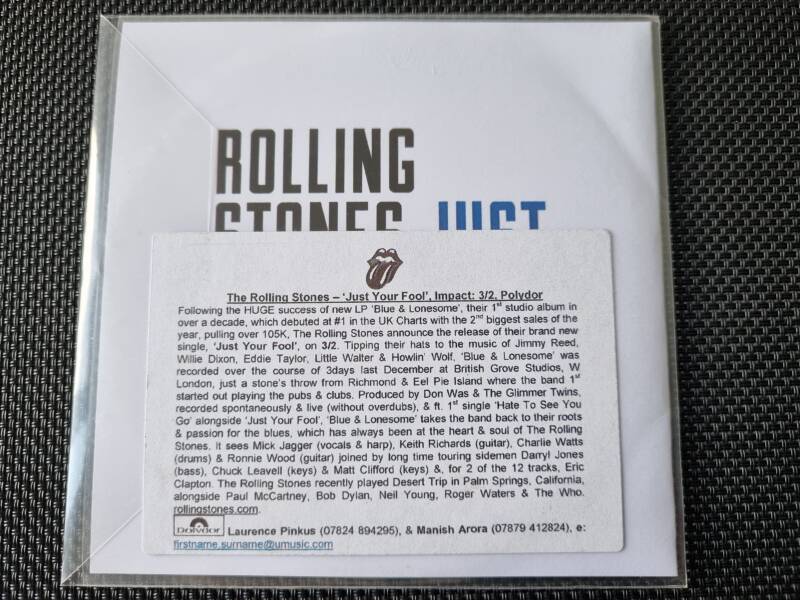 ROLLING
STONES JUST
The Rolling Stones – ‘Just Your Fool’, Impact: 3/2, Polydor
Following the HUGE success of new LP ‘Blue & Lonesome’, their 1st studio album in
over a decade, which debuted at #1 in the UK Charts with the 2nd biggest sales of the
year, pulling over 105K, The Rolling Stones announce the release of their brand new
single, ‘Just Your Fool’, on 3/2. Tipping their hats to the music of Jimmy Reed,
Willie Dixon, Eddie Taylor, Little Walter & Howlin’ Wolf, ‘Blue & Lonesome’ was
recorded over the course of 3days last December at British Grove Studios, W
London, just a stone’s throw from Richmond & Eel Pie Island where the band 1st
started out playing the pubs & clubs. Produced by Don Was & The Glimmer Twins,
recorded spontaneously & live (without overdubs), & ft. 1st single ‘Hate To See You
Go’ alongside ‘Just Your Fool’, ‘Blue & Lonesome’ takes the band back to their roots
& passion for the blues, which has always been at the heart & soul of The Rolling
Stones. It sees Mick Jagger (vocals & harp), Keith Richards (guitar), Charlie Watts
(drums) & Ronnie Wood (guitar) joined by long time touring sidemen Darryl Jones
(bass), Chuck Leavell (keys) & Matt Clifford (keys) &, for 2 of the 12 tracks, Eric
Clapton. The Rolling Stones recently played Desert Trip in Palm Springs, California,
alongside Paul McCartney, Bob Dylan, Neil Young, Roger Waters & The Who.
rollingstones.com.
Polydor Laurence Pinkus (07824 894295), & Manish Arora (07879 412824), e:
firstname.surname@umusic.com